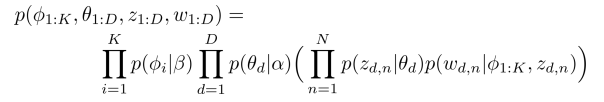 p(ϕ_{1:K}, θ_{1:D}, z_{1:D}, w_{1:D}) =
∏_{i=1}^{K} p(ϕ_i|β) ∏_{d=1}^{D} p(θ_d|α) ( ∏_{n=1}^{N} p(z_{d,n}|θ_d) p(w_{d,n}|ϕ_{1:K}, z_{d,n}) )